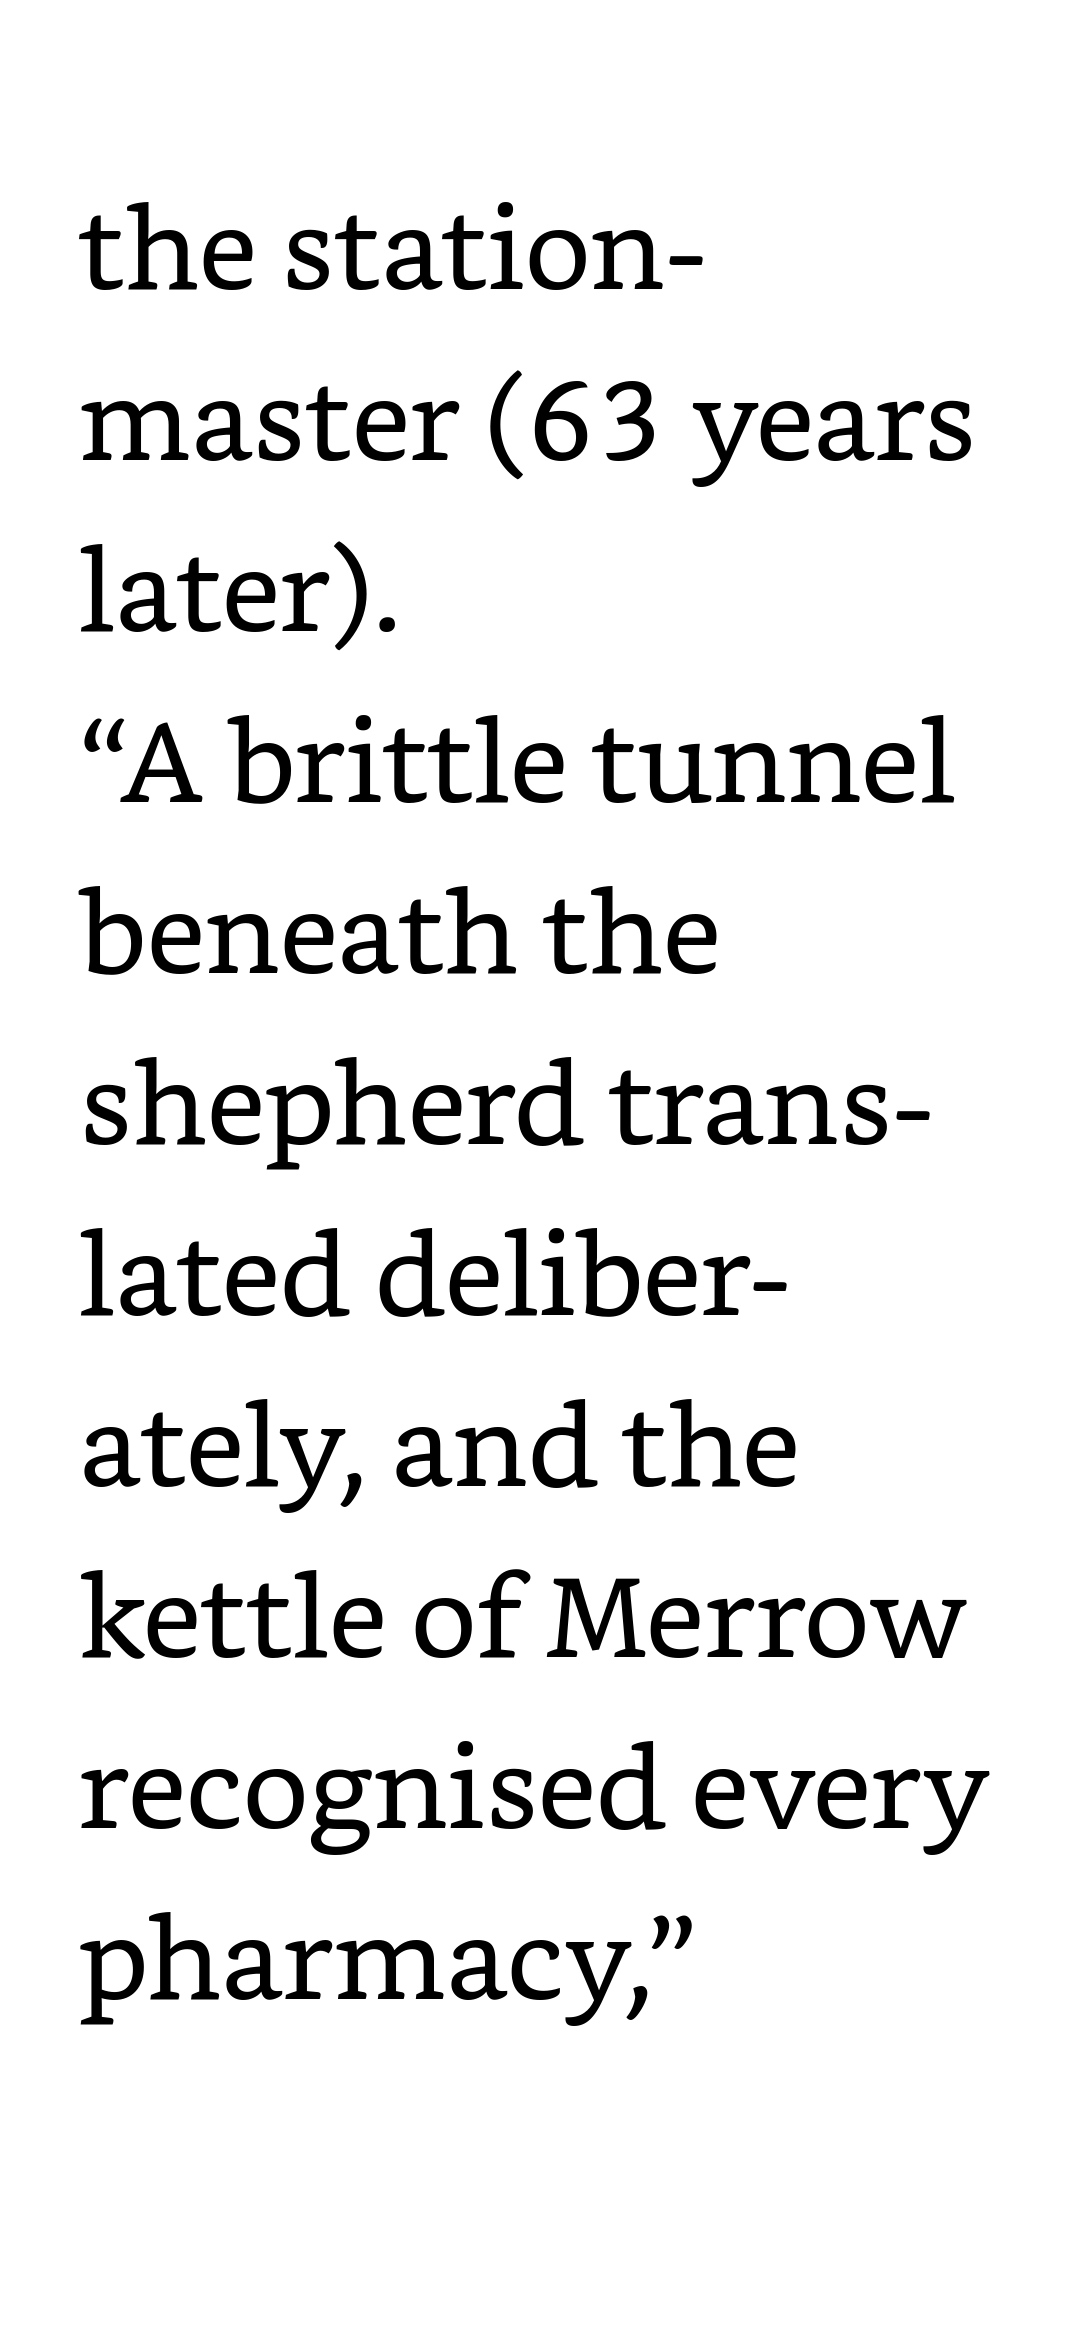 the station-
master (63 years
later).
“A brittle tunnel
beneath the
shepherd trans-
lated deliber-
ately, and the
kettle of Merrow
recognised every
pharmacy,”